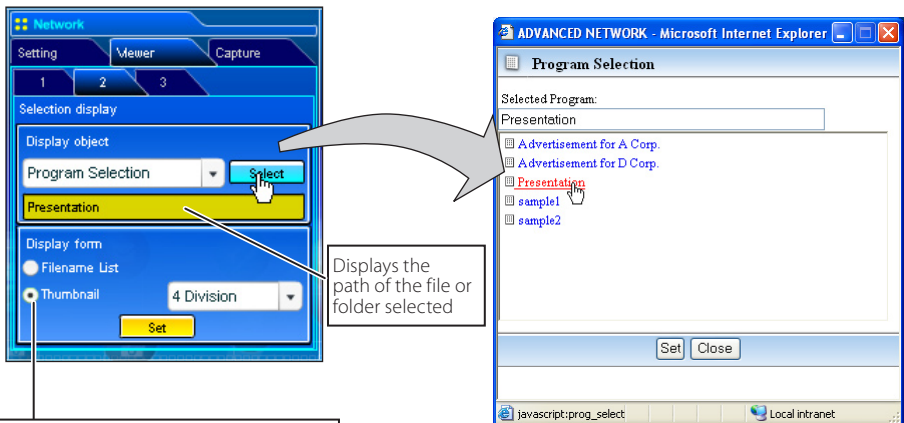 Network
Setting
Viewer
Capture
1
2
3
Selection display
Display object
Program Selection
Select
Presentation
Display form
Filename List
Thumbnail
4 Division
Set
Displays the
path of the file or
folder selected
ADVANCED NETWORK - Microsoft Internet Explorer
Program Selection
Selected Program:
Presentation
Advertisement for A Corp.
Advertisement for D Corp.
Presentation
sample1
sample2
Set
Close
javascript:prog_select
Local intranet